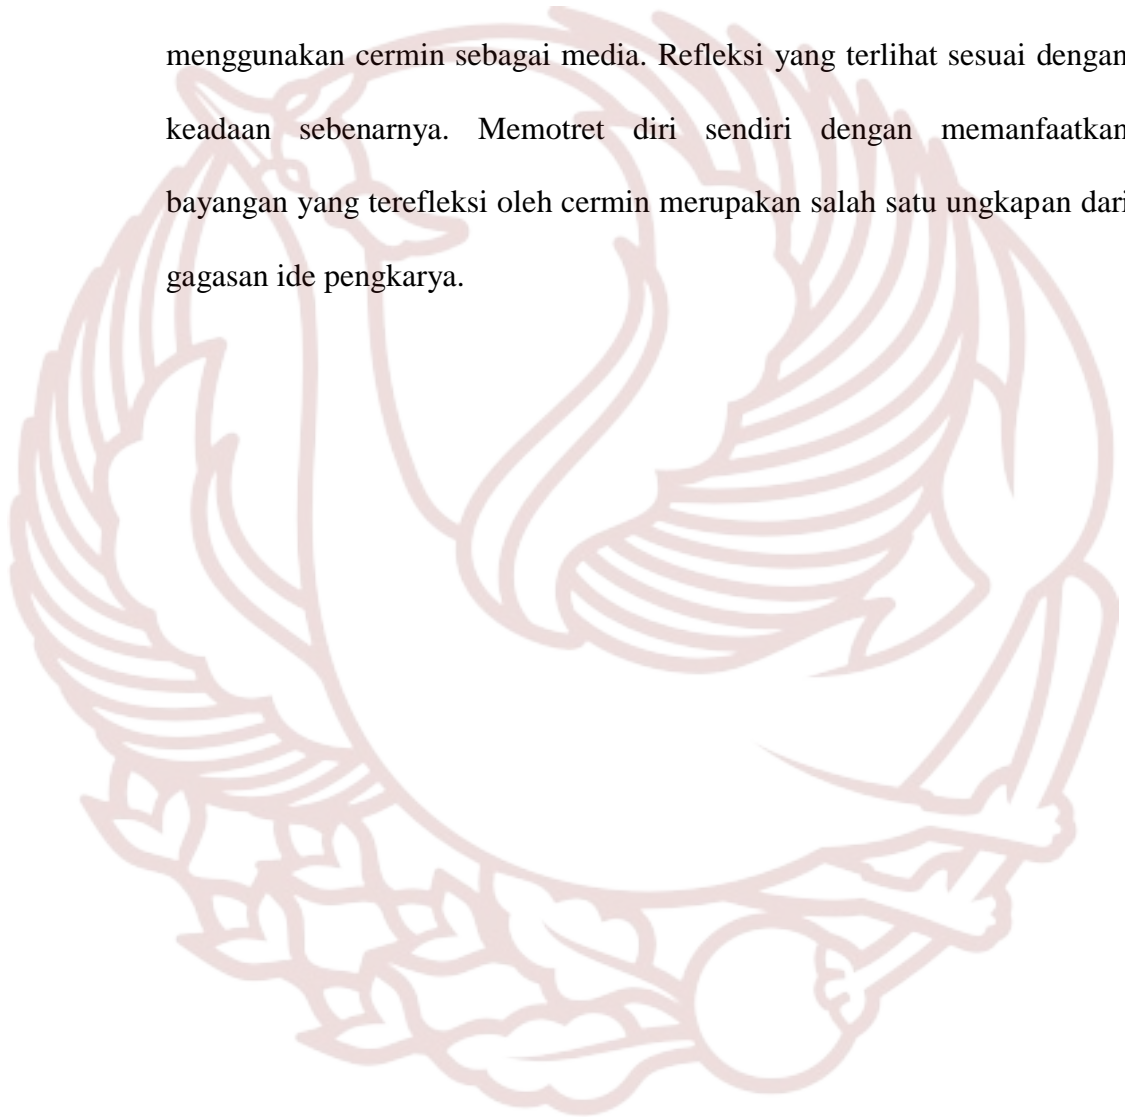 menggunakan cermin sebagai media. Refleksi yang terlihat sesuai dengan
keadaan sebenarnya. Memotret diri sendiri dengan memanfaatkan
bayangan yang terefleksi oleh cermin merupakan salah satu ungkapan dari
gagasan ide pengkarya.